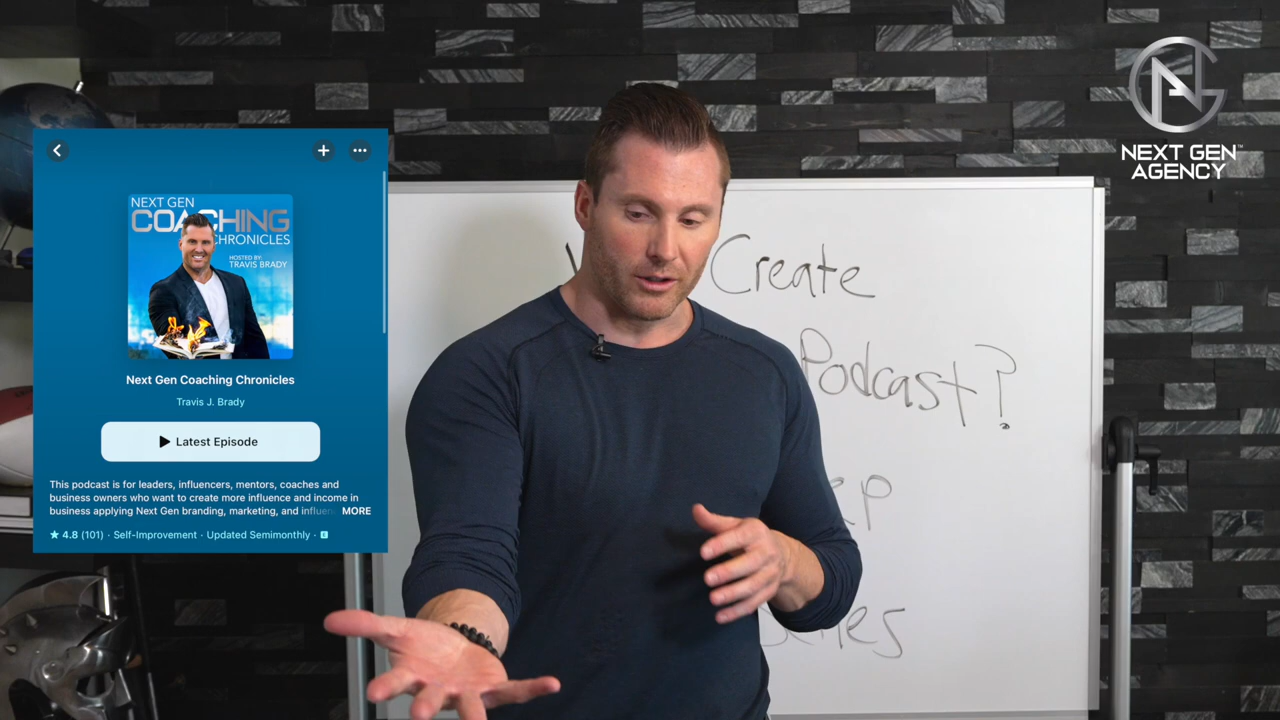 NEXT GEN
COACHING
CHRONICLES
HOSTED BY:
TRAVIS BRADY
Next Gen Coaching Chronicles
Travis J. Brady
Latest Episode
This podcast is for leaders, influencers, mentors, coaches and
business owners who want to create more influence and income in
business applying Next Gen branding, marketing, and influen MORE
★ 4.8 (101) · Self-Improvement · Updated Semimonthly · E
Create
Podcast?
NEXT GEN™
AGENCY